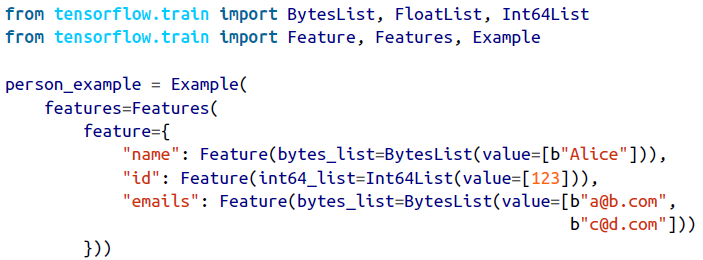 from tensorflow.train import BytesList, FloatList, Int64List
from tensorflow.train import Feature, Features, Example

person_example = Example(
    features=Features(
        feature={
            "name": Feature(bytes_list=BytesList(value=[b"Alice"])),
            "id": Feature(int64_list=Int64List(value=[123])),
            "emails": Feature(bytes_list=BytesList(value=[b"a@b.com",
                                                          b"c@d.com"]))
        }))